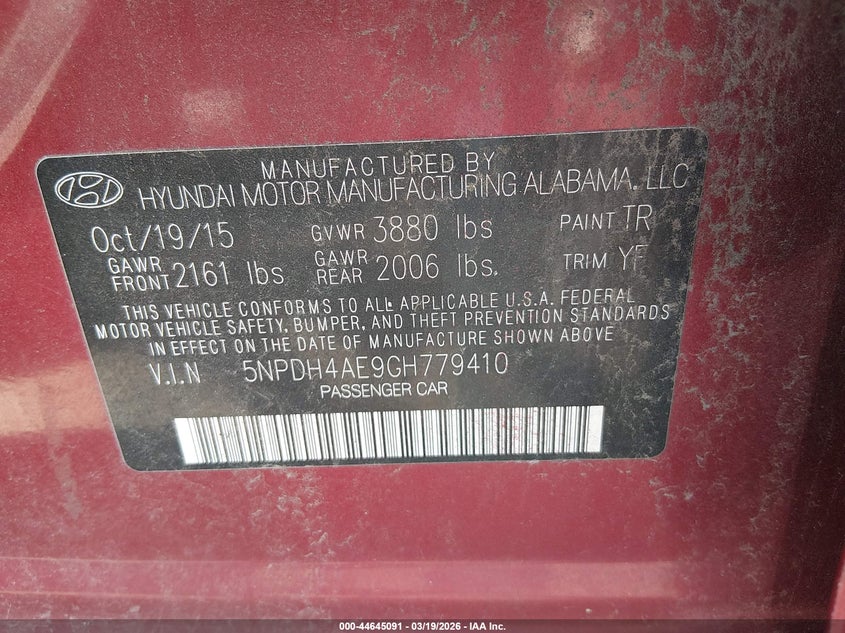 MANUFACTURED BY
HYUNDAI MOTOR MANUFACTURING ALABAMA, LLC
Oct/19/15 GVWR 3880 lbs PAINT TR
GAWR FRONT 2161 lbs GAWR REAR 2006 lbs. TRIM YF
THIS VEHICLE CONFORMS TO ALL APPLICABLE U.S.A. FEDERAL
MOTOR VEHICLE SAFETY, BUMPER, AND THEFT PREVENTION STANDARDS
IN EFFECT ON THE DATE OF MANUFACTURE SHOWN ABOVE
V.I.N 5NPDH4AE9GH779410
PASSENGER CAR
000-44645091 - 03/19/2026 - IAA Inc.